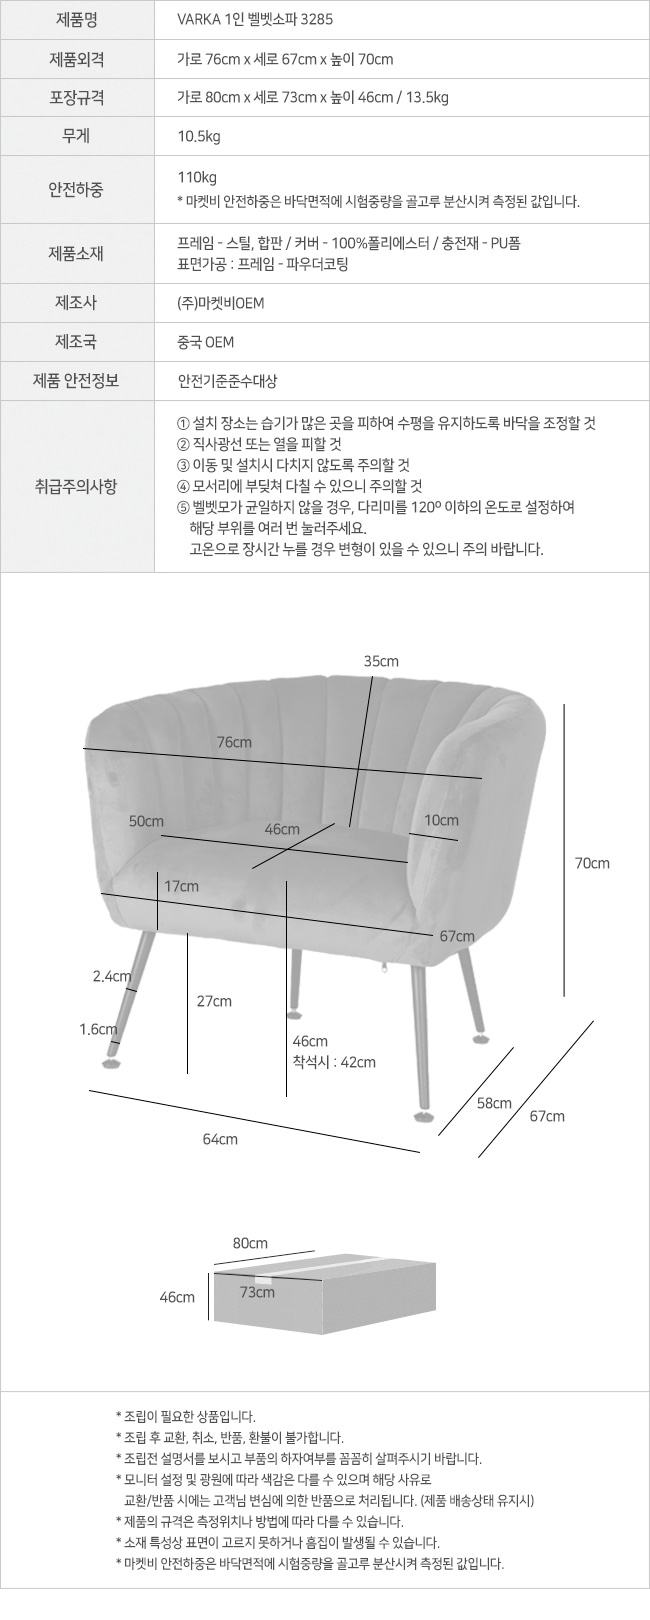 제품명 VARKA 1인 벨벳소파 3285
제품외격 가로 76cm x 세로 67cm x 높이 70cm
포장규격 가로 80cm x 세로 73cm x 높이 46cm / 13.5kg
무게 10.5kg
안전하중 110kg
* 마켓비 안전하중은 바닥면적에 시험중량을 골고루 분산시켜 측정된 값입니다.
제품소재 프레임 - 스틸, 합판 / 커버 - 100%폴리에스터 / 충전재 - PU폼
표면가공 : 프레임 - 파우더코팅
제조사 (주)마켓비OEM
제조국 중국 OEM
제품 안전정보 안전기준준수대상
취급주의사항
① 설치 장소는 습기가 많은 곳을 피하여 수평을 유지하도록 바닥을 조정할 것
② 직사광선 또는 열을 피할 것
③ 이동 및 설치시 다치지 않도록 주의할 것
④ 모서리에 부딪쳐 다칠 수 있으니 주의할 것
⑤ 벨벳모가 균일하지 않을 경우, 다리미를 120º 이하의 온도로 설정하여
해당 부위를 여러 번 눌러주세요.
고온으로 장시간 누를 경우 변형이 있을 수 있으니 주의 바랍니다.
35cm
76cm
50cm
46cm
10cm
70cm
17cm
67cm
2.4cm
27cm
1.6cm
46cm
착석시 : 42cm
58cm
67cm
64cm
80cm
73cm
46cm
* 조립이 필요한 상품입니다.
* 조립 후 교환, 취소, 반품, 환불이 불가합니다.
* 조립전 설명서를 보시고 부품의 하자여부를 꼼꼼히 살펴주시기 바랍니다.
* 모니터 설정 및 광원에 따라 색감은 다를 수 있으며 해당 사유로
교환/반품 시에는 고객님 변심에 의한 반품으로 처리됩니다. (제품 배송상태 유지시)
* 제품의 규격은 측정위치나 방법에 따라 다를 수 있습니다.
* 소재 특성상 표면이 고르지 못하거나 흠집이 발생될 수 있습니다.
* 마켓비 안전하중은 바닥면적에 시험중량을 골고루 분산시켜 측정된 값입니다.